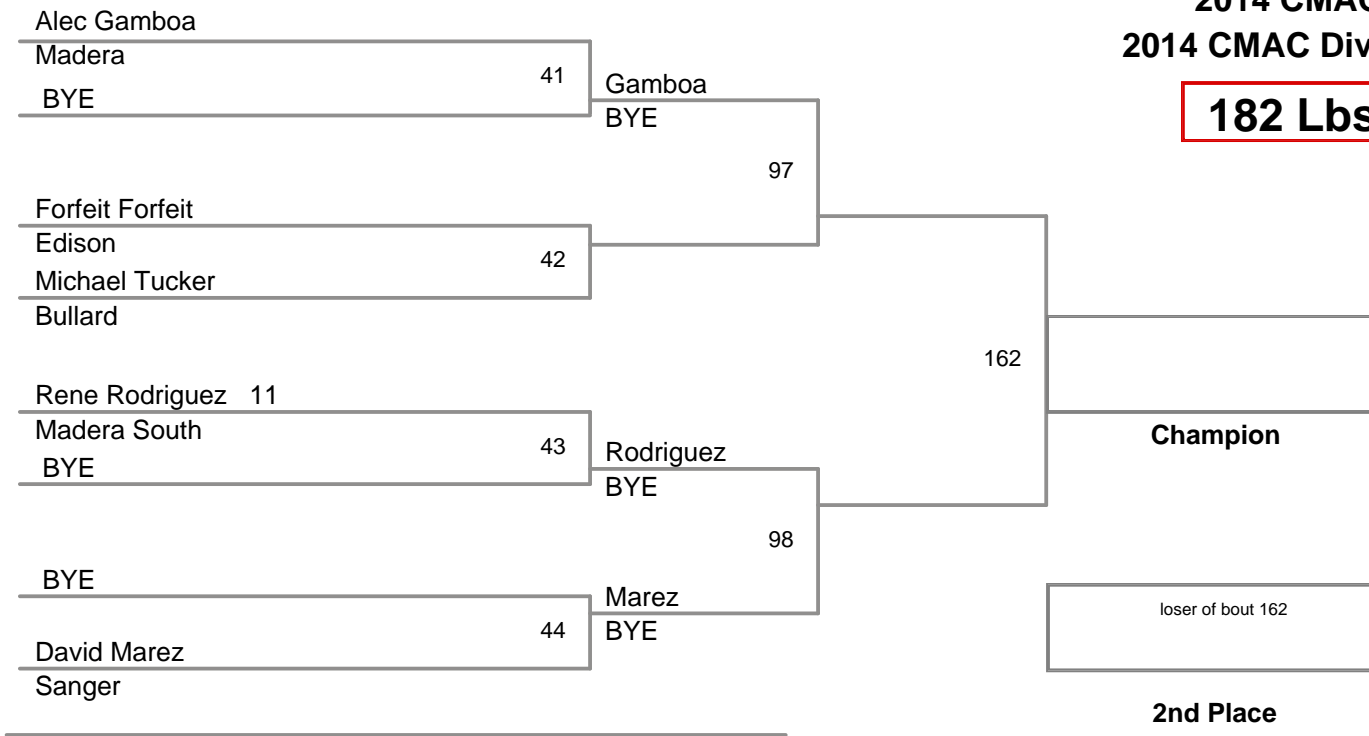 Alec Gamboa
Madera
BYE
41
Gamboa
BYE
97
Forfeit Forfeit
Edison
42
Michael Tucker
Bullard
162
Rene Rodriguez 11
Madera South
43
BYE
Rodriguez
BYE
98
BYE
44
Marez
BYE
David Marez
Sanger
2014 CMAC
2014 CMAC Div
182 Lbs
Champion
loser of bout 162
2nd Place